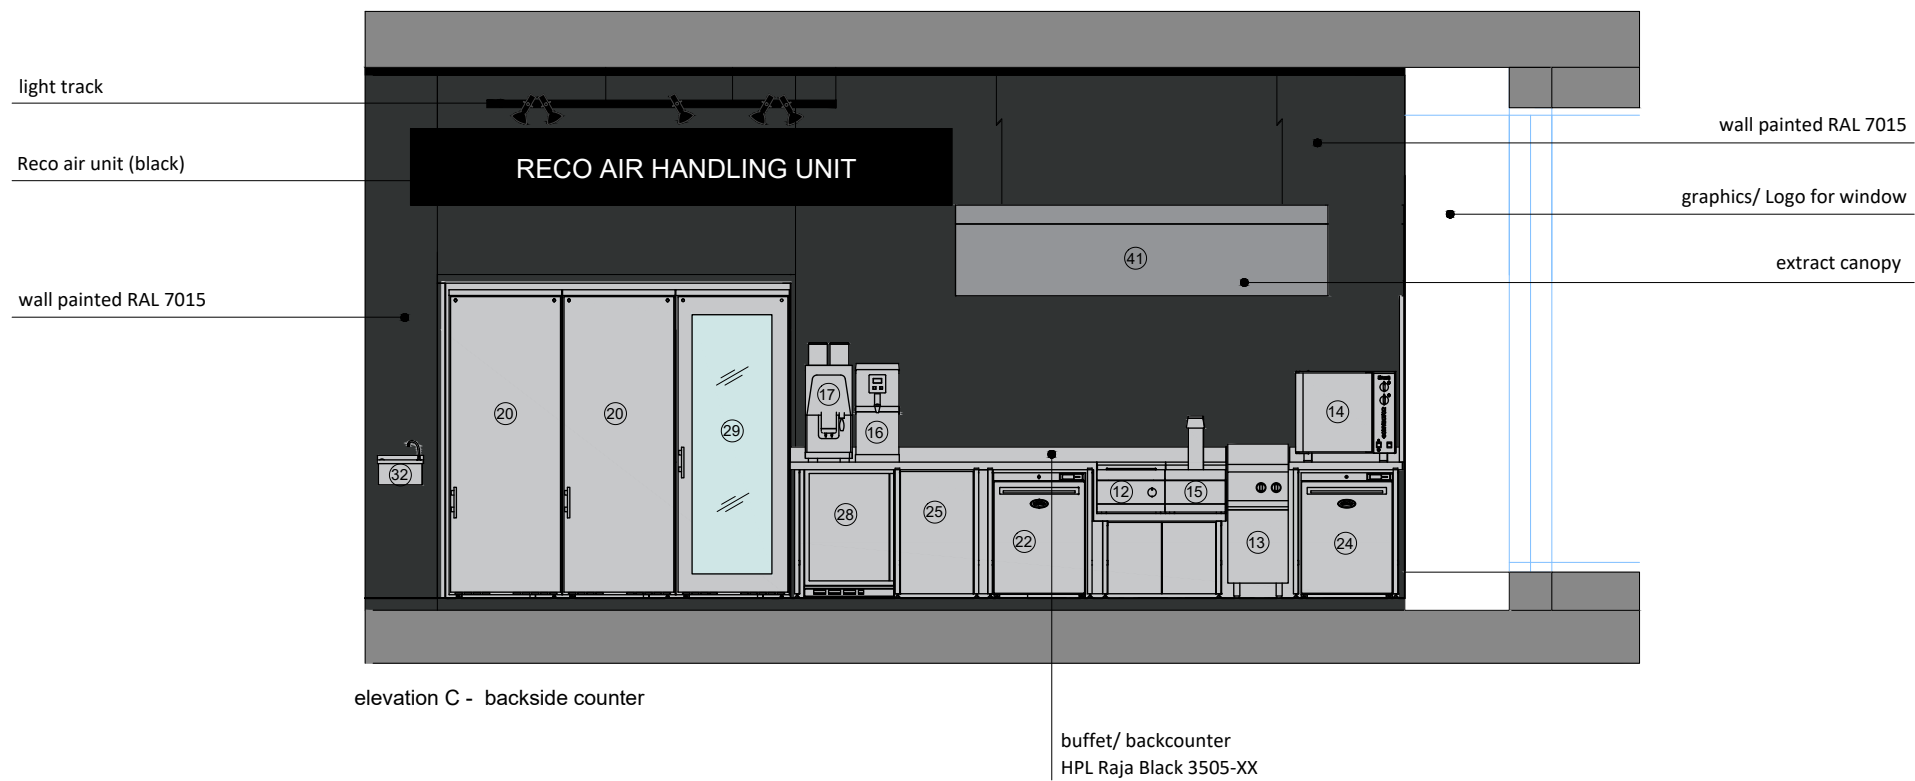 light track
wall painted RAL 7015
Reco air unit (black)
RECO AIR HANDLING UNIT
graphics/ Logo for window
41
extract canopy
wall painted RAL 7015
17
14
20
20
29
16
32
12
15
28
25
22
13
24
elevation C - backside counter
buffet/ backcounter
HPL Raja Black 3505-XX